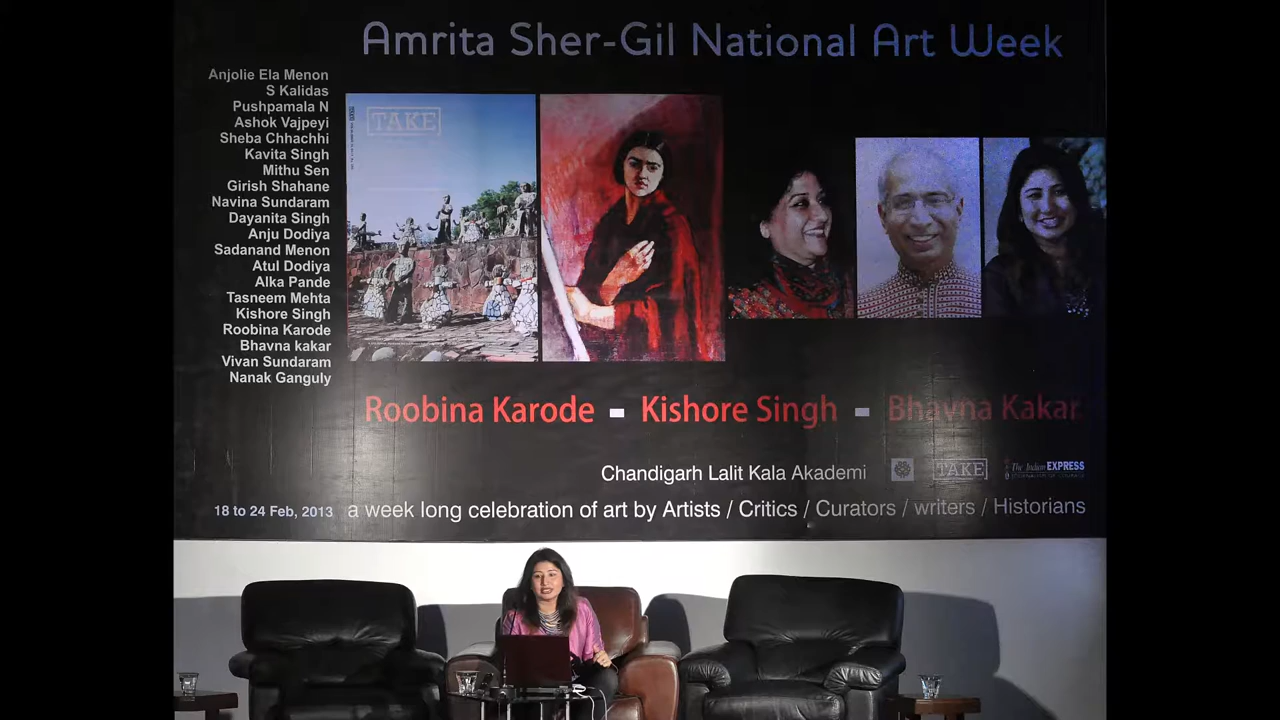 Amrita Sher-Gil National Art Week
Anjolie Ela Menon
S Kalidas
Pushpamala N
Ashok Vajpeyi
Sheba Chhachhi
Kavita Singh
Mithu Sen
Girish Shahane
Navina Sundaram
Dayanita Singh
Anju Dodiya
Sadanand Menon
Atul Dodiya
Alka Pande
Tasneem Mehta
Kishore Singh
Roobina Karode
Bhavna kakar
Vivan Sundaram
Nanak Ganguly
TAKE
Roobina Karode - Kishore Singh - Bhavna Kakar
Chandigarh Lalit Kala Akademi TAKE The Indian EXPRESS
18 to 24 Feb, 2013 a week long celebration of art by Artists / Critics / Curators / writers / Historians